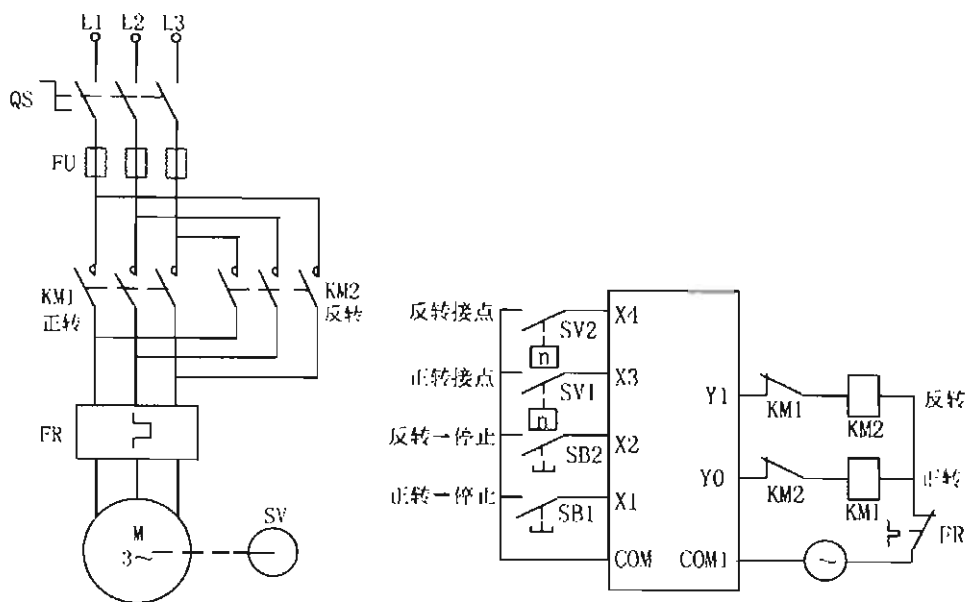 L1 L2 L3
QS
FU
KM1
正转
KM2
反转
FR
M
3~
SV
反转接点
SV2
X4
n
正转接点
SV1
X3
n
反转一停止
SB2
X2
正转一停止
SB1
X1
COM
Y1
KM1
KM2
反转
Y0
KM2
KM1
正转
FR
COM1
~